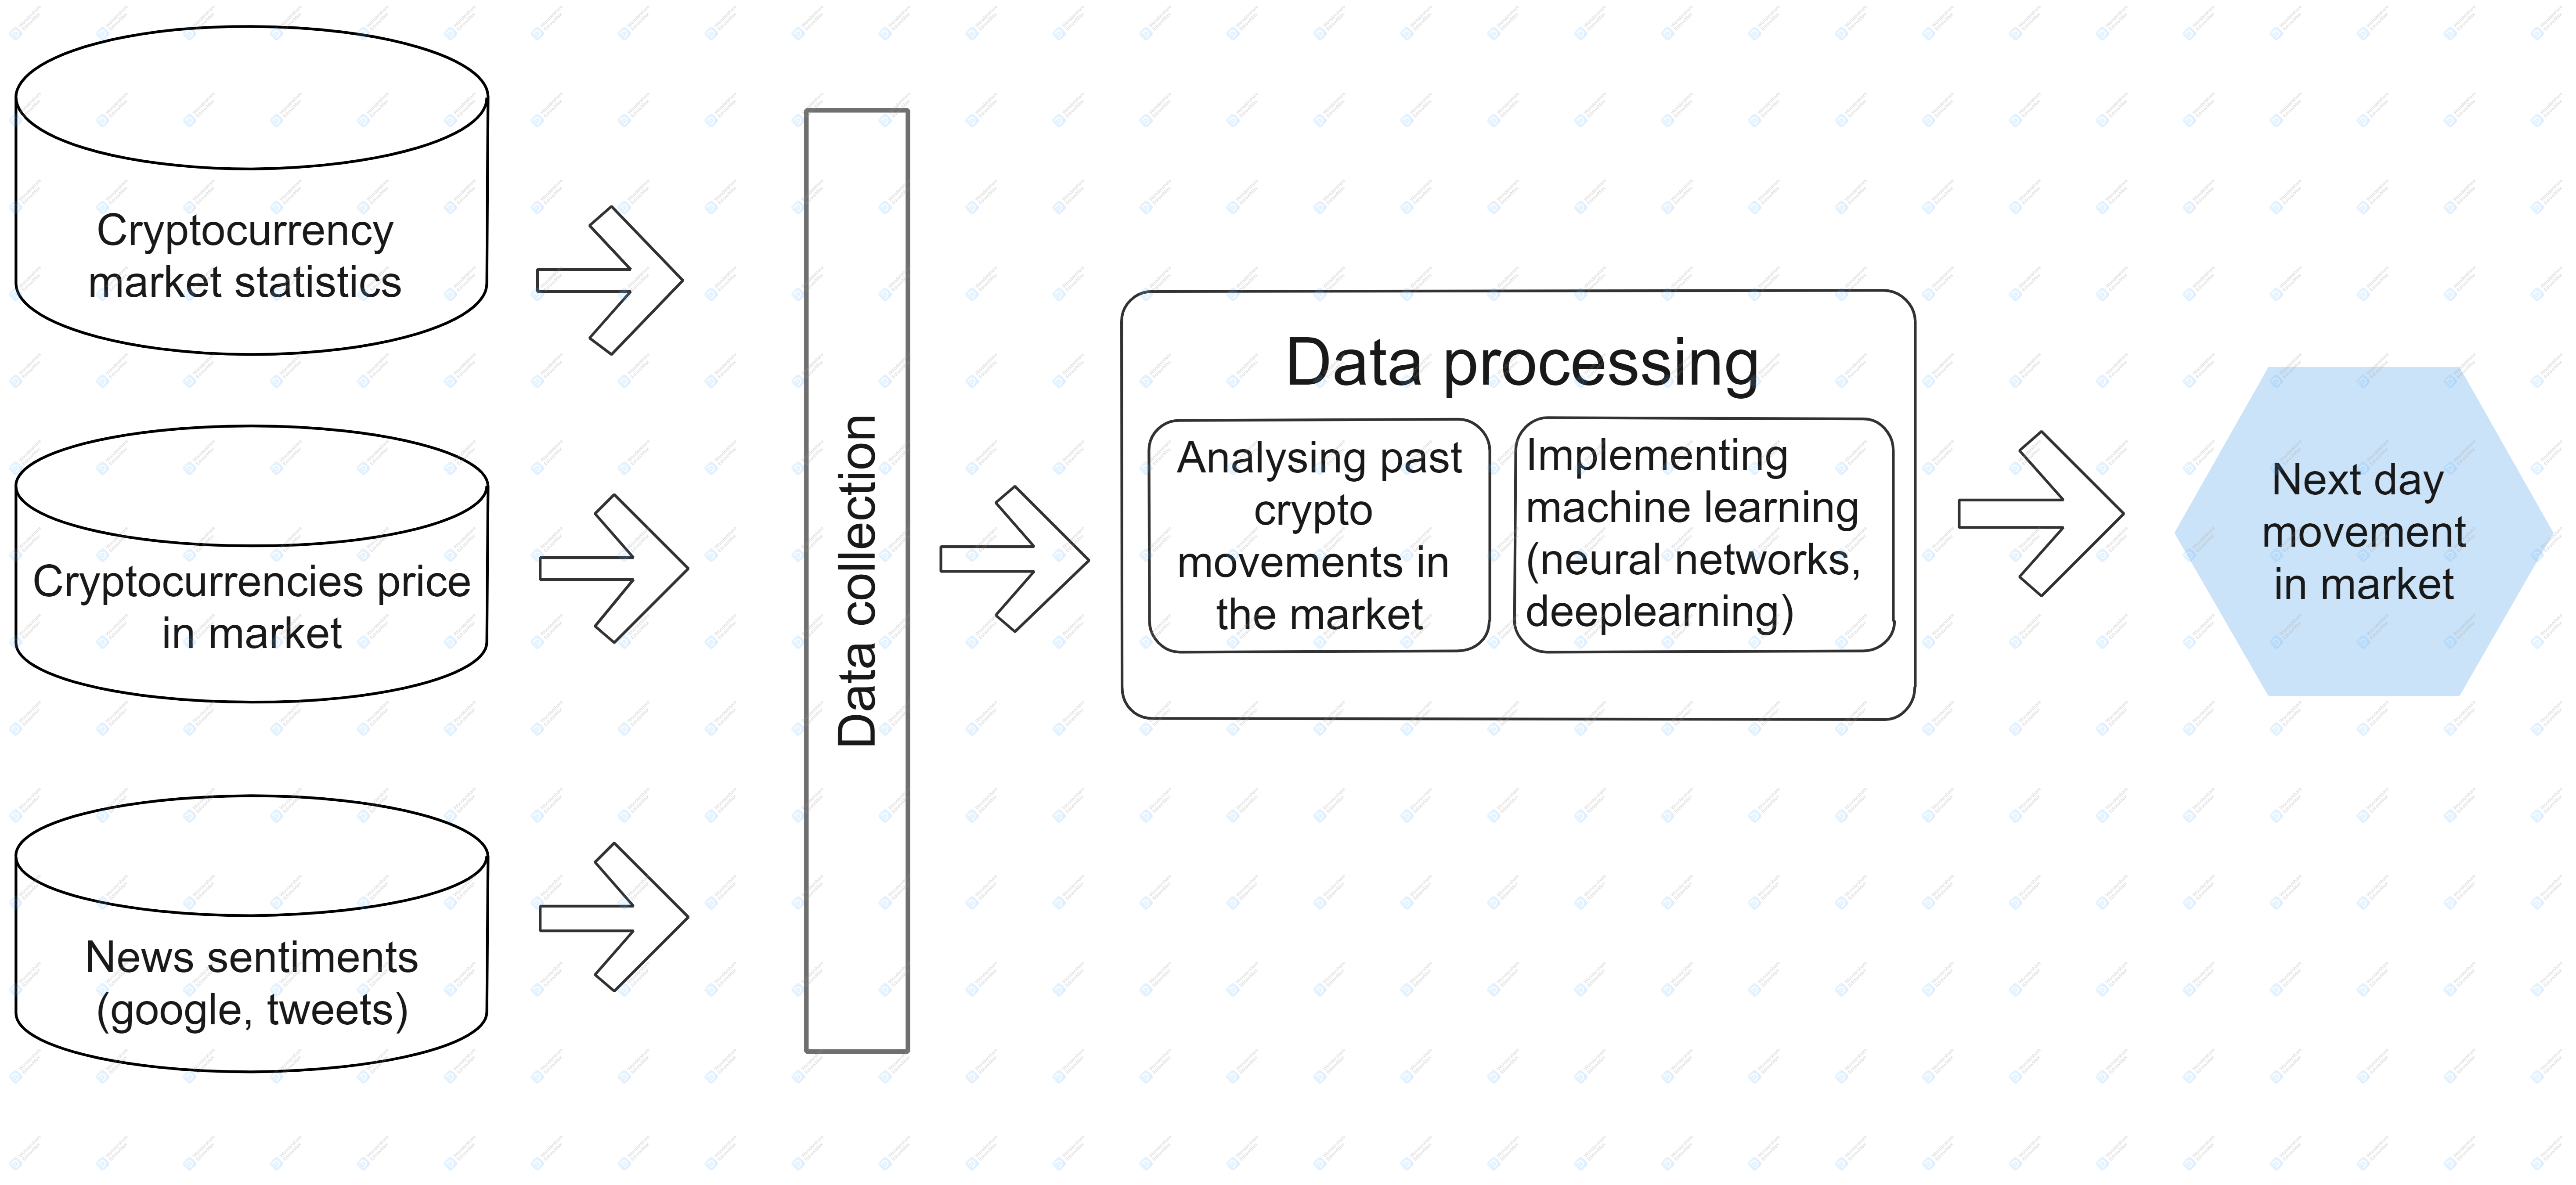 Cryptocurrency
market statistics
Cryptocurrencies price
in market
News sentiments
(google, tweets)
Data collection
Data processing
Analysing past
crypto
movements in
the market
Implementing
machine learning
(neural networks,
deeplearning)
Next day
movement
in market